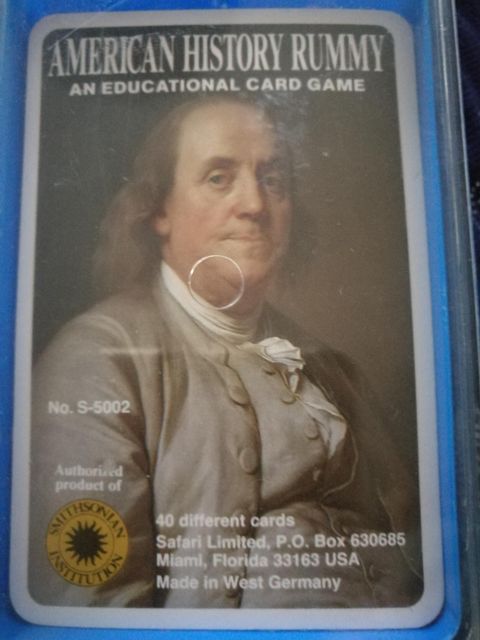 AMERICAN HISTORY RUMMY
AN EDUCATIONAL CARD GAME
No. S-5002
Authorized
product of
SMITHSONIAN
INSTITUTION
40 different cards
Safari Limited, P.O. Box 630685
Miami, Florida 33163 USA
Made in West Germany